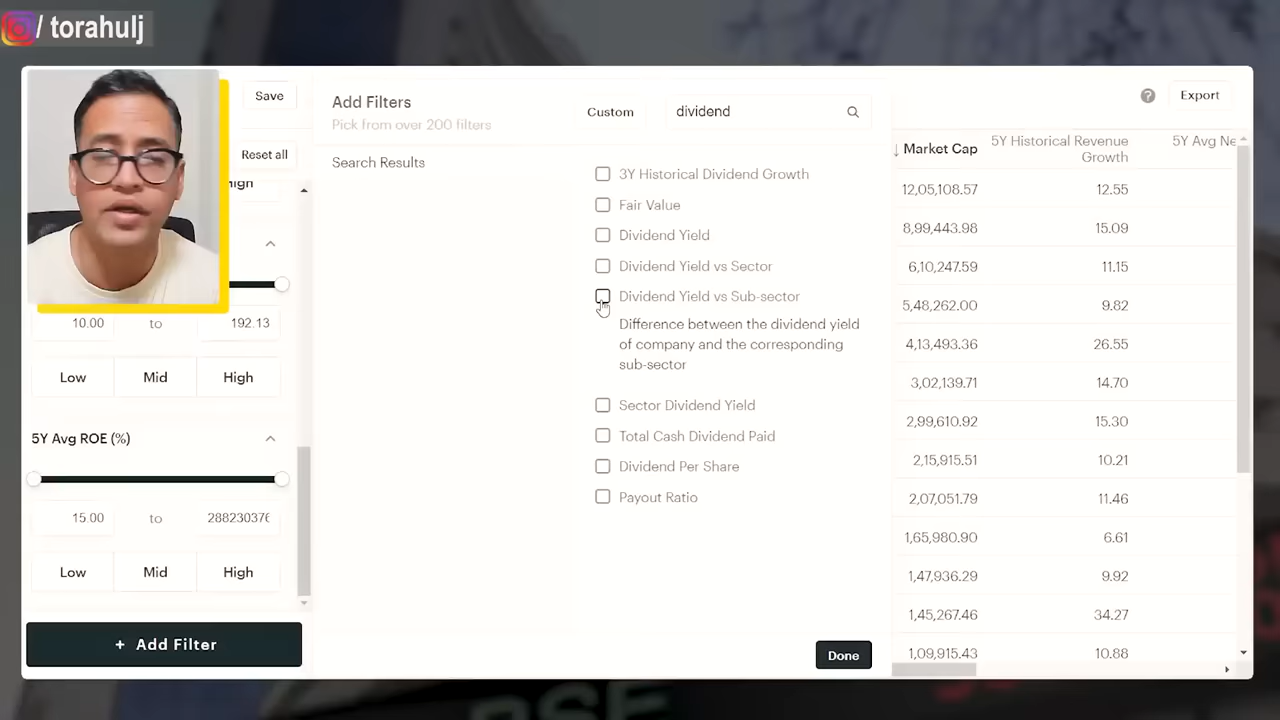 / torahulj
Save
Reset all
High
10.00 to 192.13
Low Mid High
5Y Avg ROE (%)
15.00 to 288230376
Low Mid High
+ Add Filter
Add Filters
Pick from over 200 filters
Custom
dividend
Search Results
3Y Historical Dividend Growth
Fair Value
Dividend Yield
Dividend Yield vs Sector
Dividend Yield vs Sub-sector
Difference between the dividend yield
of company and the corresponding
sub-sector
Sector Dividend Yield
Total Cash Dividend Paid
Dividend Per Share
Payout Ratio
Done
? Export
↓ Market Cap 5Y Historical Revenue 5Y Avg Ne
Growth
12,05,108.57 12.55
8,99,443.98 15.09
6,10,247.59 11.15
5,48,262.00 9.82
4,13,493.36 26.55
3,02,139.71 14.70
2,99,610.92 15.30
2,15,915.51 10.21
2,07,051.79 11.46
1,65,980.90 6.61
1,47,936.29 9.92
1,45,267.46 34.27
1,09,915.43 10.88